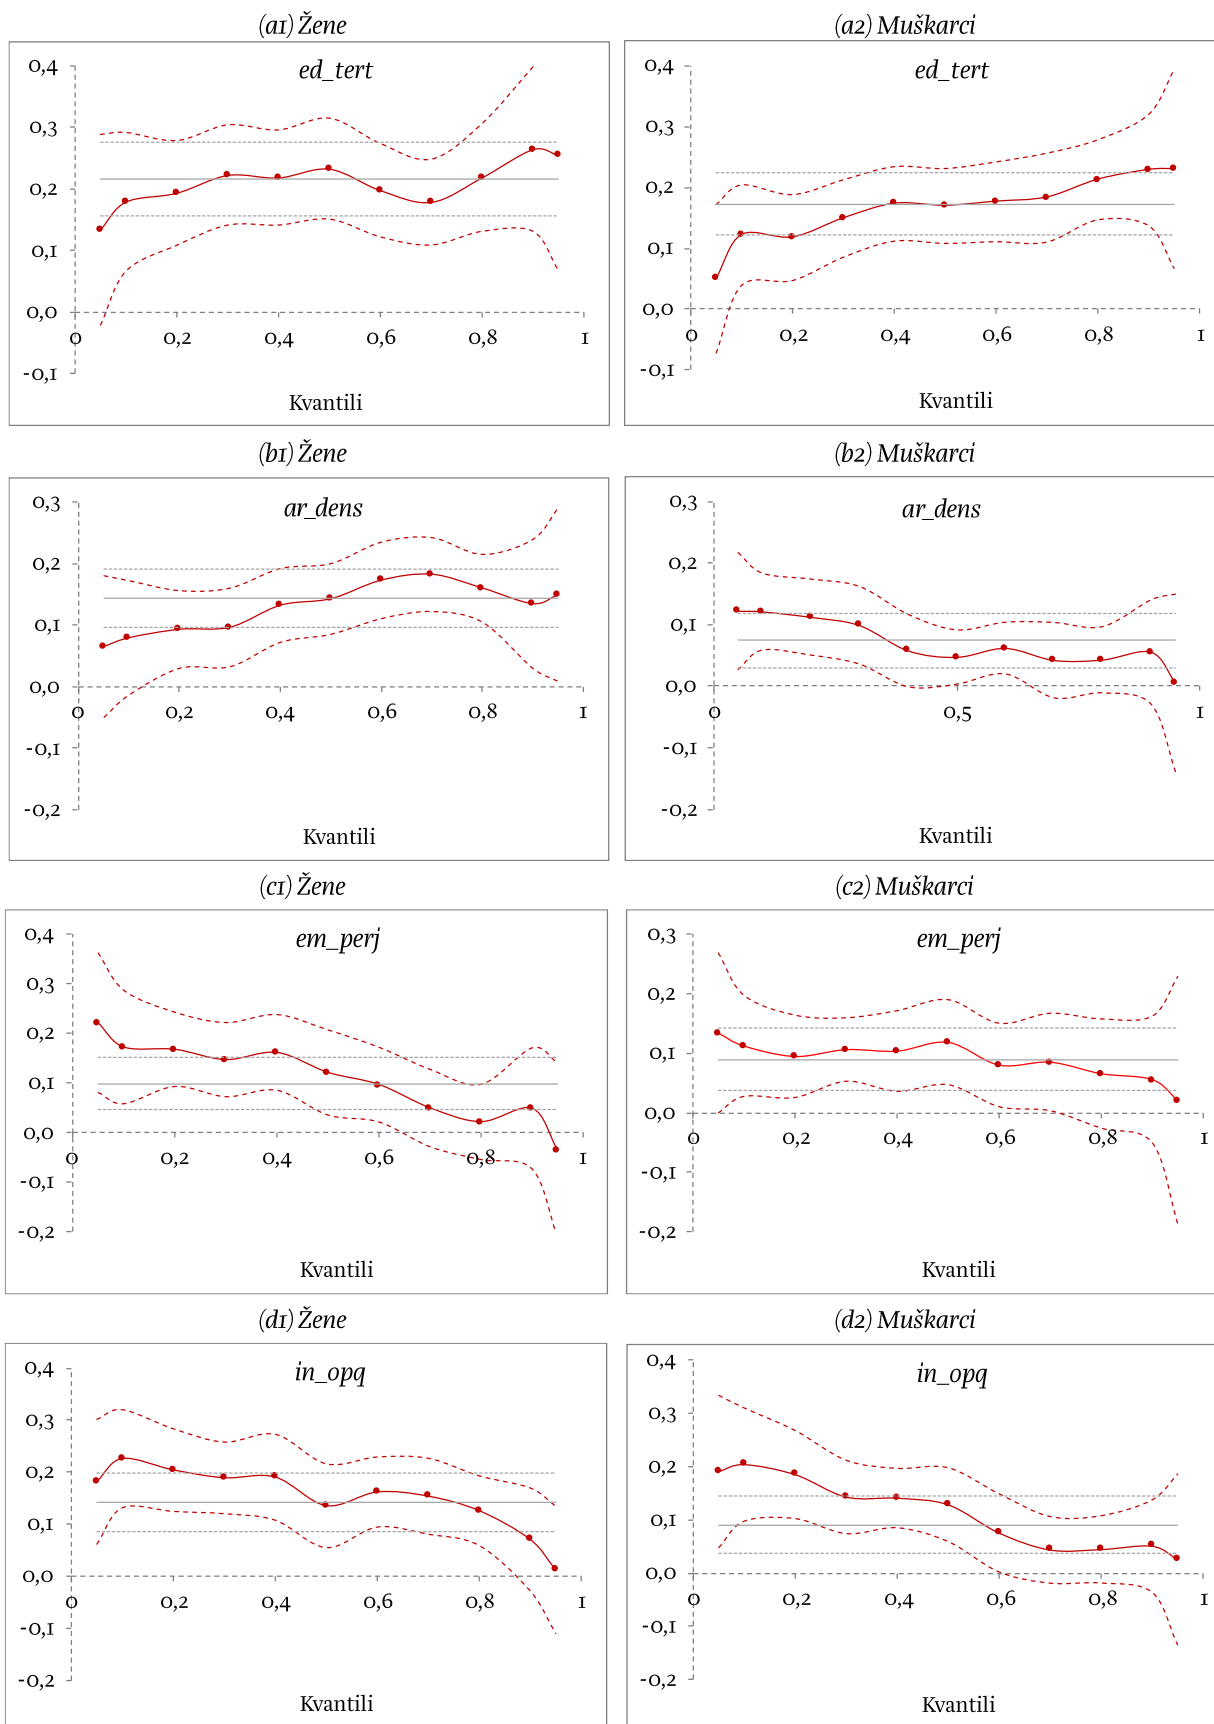 (a1) Žene
ed_tert
0,4
0,3
0,2
0,1
0,0
-0,1
0 0,2 0,4 0,6 0,8 1
Kvantili
(a2) Muškarci
ed_tert
0,4
0,3
0,2
0,1
0,0
-0,1
0 0,2 0,4 0,6 0,8 1
Kvantili
(b1) Žene
ar_dens
0,3
0,2
0,1
0,0
-0,1
-0,2
0 0,2 0,4 0,6 0,8 1
Kvantili
(b2) Muškarci
ar_dens
0,3
0,2
0,1
0,0
-0,1
-0,2
0 0,5 1
Kvantili
(c1) Žene
em_perj
0,4
0,3
0,2
0,1
0,0
-0,1
-0,2
0 0,2 0,4 0,6 0,8 1
Kvantili
(c2) Muškarci
em_perj
0,3
0,2
0,1
0,0
-0,1
-0,2
0 0,2 0,4 0,6 0,8 1
Kvantili
(d1) Žene
in_opq
0,4
0,3
0,2
0,1
0,0
-0,1
-0,2
0 0,2 0,4 0,6 0,8 1
Kvantili
(d2) Muškarci
in_opq
0,4
0,3
0,2
0,1
0,0
-0,1
-0,2
0 0,2 0,4 0,6 0,8 1
Kvantili